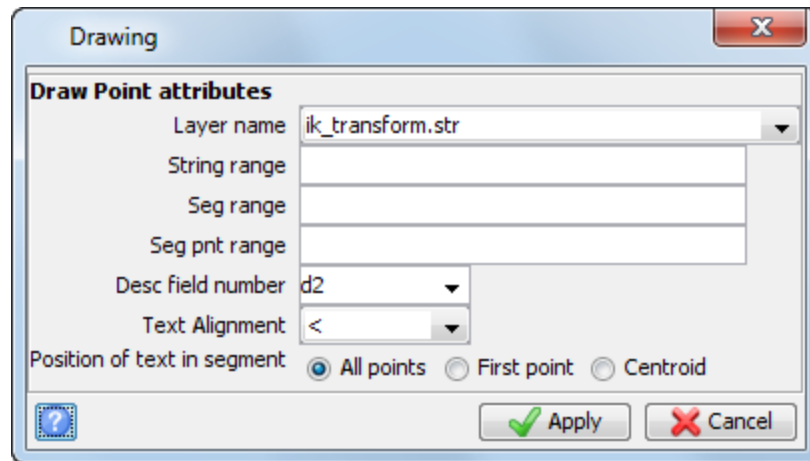 Drawing
Draw Point attributes
Layer name ik_transform.str
String range
Seg range
Seg pnt range
Desc field number d2
Text Alignment <
Position of text in segment All points First point Centroid
? Apply Cancel